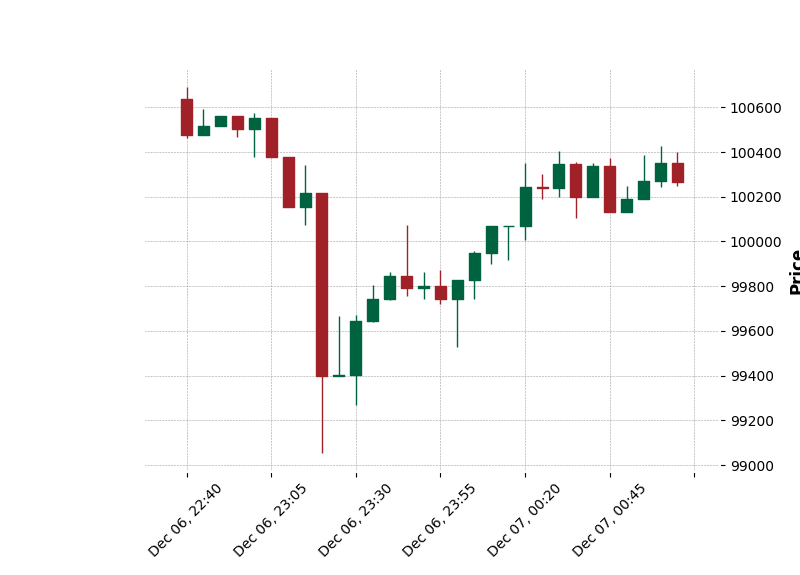 100600
100400
100200
100000
99800
99600
99400
99200
99000
Price
Dec 06, 22:40
Dec 06, 23:05
Dec 06, 23:30
Dec 06, 23:55
Dec 07, 00:20
Dec 07, 00:45